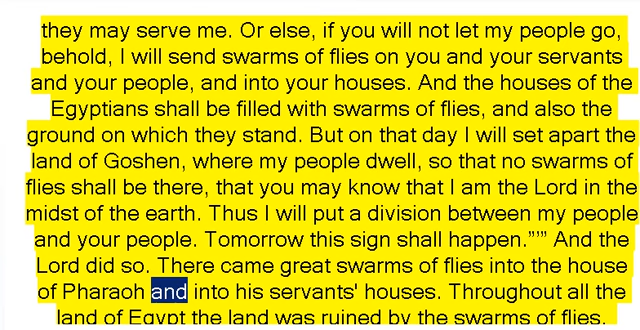 they may serve me. Or else, if you will not let my people go,
behold, I will send swarms of flies on you and your servants
and your people, and into your houses. And the houses of the
Egyptians shall be filled with swarms of flies, and also the
ground on which they stand. But on that day I will set apart the
land of Goshen, where my people dwell, so that no swarms of
flies shall be there, that you may know that I am the Lord in the
midst of the earth. Thus I will put a division between my people
and your people. Tomorrow this sign shall happen.”’” And the
Lord did so. There came great swarms of flies into the house
of Pharaoh and into his servants' houses. Throughout all the
land of Egypt the land was ruined by the swarms of flies.